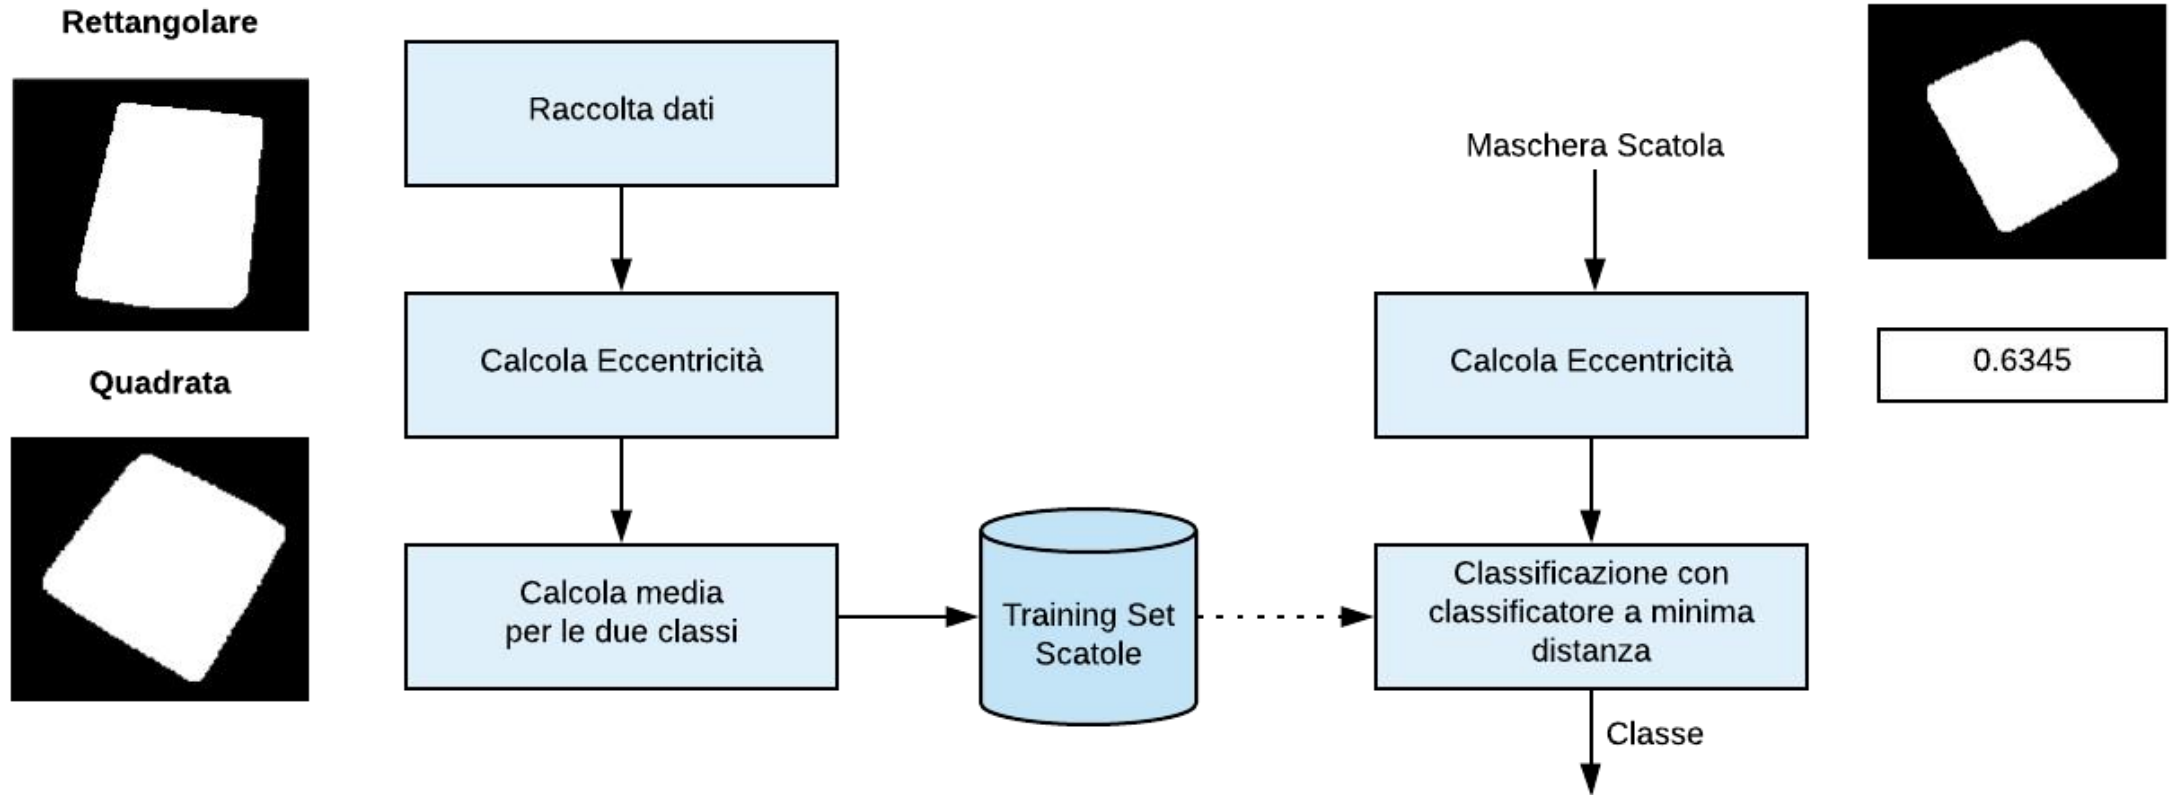 Rettangolare
Quadrata
Raccolta dati
Calcola Eccentricità
Calcola media
per le due classi
Training Set
Scatole
Maschera Scatola
Calcola Eccentricità
0.6345
Classificazione con
classificatore a minima
distanza
Classe